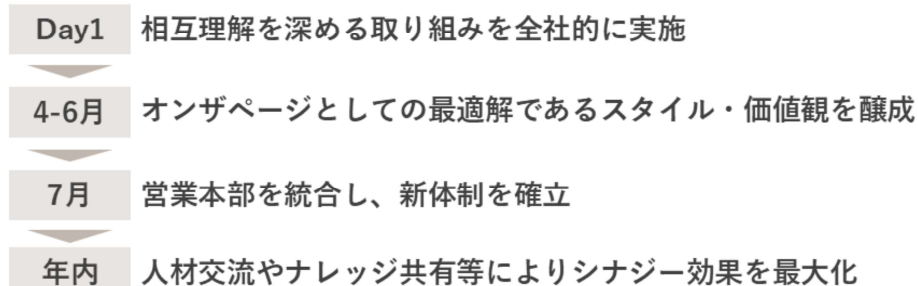 Day1 相互理解を深める取り組みを全社的に実施
4-6月 オンザページとしての最適解であるスタイル・価値観を醸成
7月 営業本部を統合し、新体制を確立
年内 人材交流やナレッジ共有等によりシナジー効果を最大化